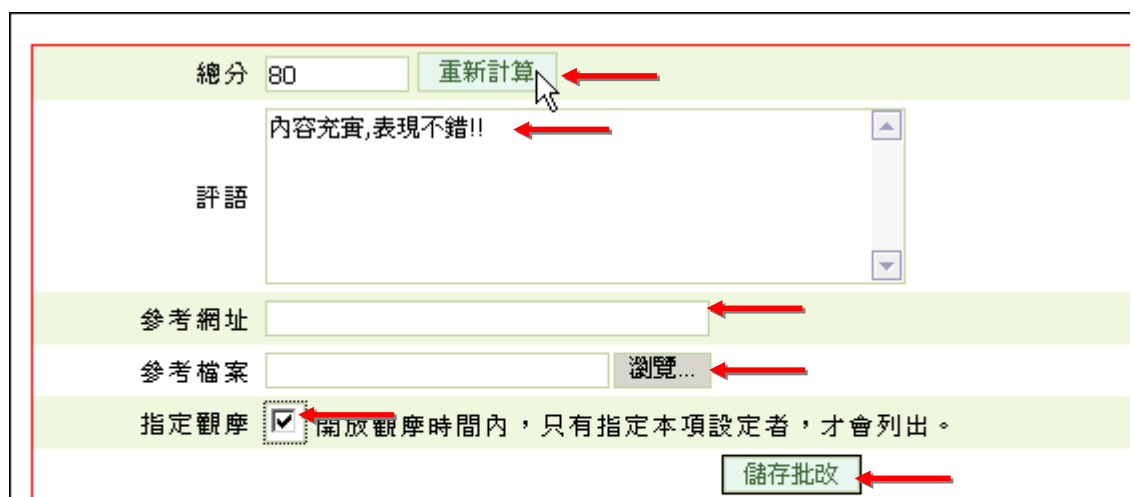 總分 80 重新計算
內容充實,表現不錯!!
評語
參考網址
參考檔案 瀏覽...
指定觀摩 開放觀摩時間內,只有指定本項設定者,才會列出。
儲存批改